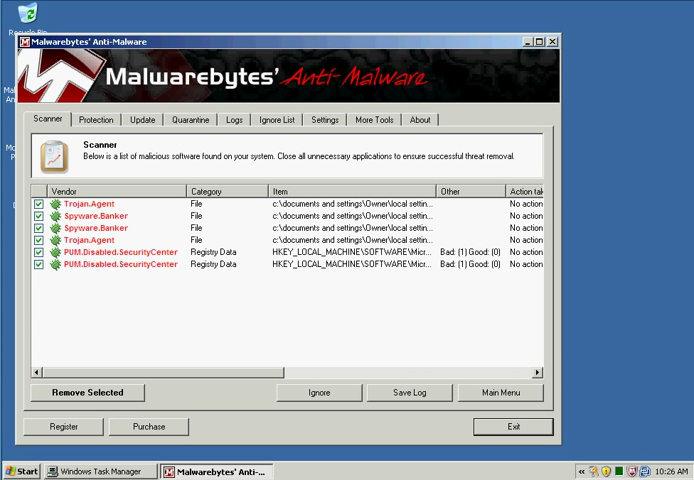 Recycle Bin
Malwarebytes' Anti-Malware
Malwarebytes' Anti-Malware
Scanner Protection Update Quarantine Logs Ignore List Settings More Tools About
Scanner
Below is a list of malicious software found on your system. Close all unnecessary applications to ensure successful threat removal.
Vendor Category Item Other Action tak
Trojan.Agent File c:\documents and settings\Owner\local settin... No action
Spyware.Banker File c:\documents and settings\Owner\local settin... No action
Spyware.Banker File c:\documents and settings\Owner\local settin... No action
Trojan.Agent File c:\documents and settings\Owner\local settin... No action
PUM.Disabled.SecurityCenter Registry Data HKEY_LOCAL_MACHINE\SOFTWARE\Micr... Bad: (1) Good: (0) No action
PUM.Disabled.SecurityCenter Registry Data HKEY_LOCAL_MACHINE\SOFTWARE\Micr... Bad: (1) Good: (0) No action
Remove Selected Ignore Save Log Main Menu
Register Purchase Exit
Start Windows Task Manager Malwarebytes' Anti-... 10:26 AM